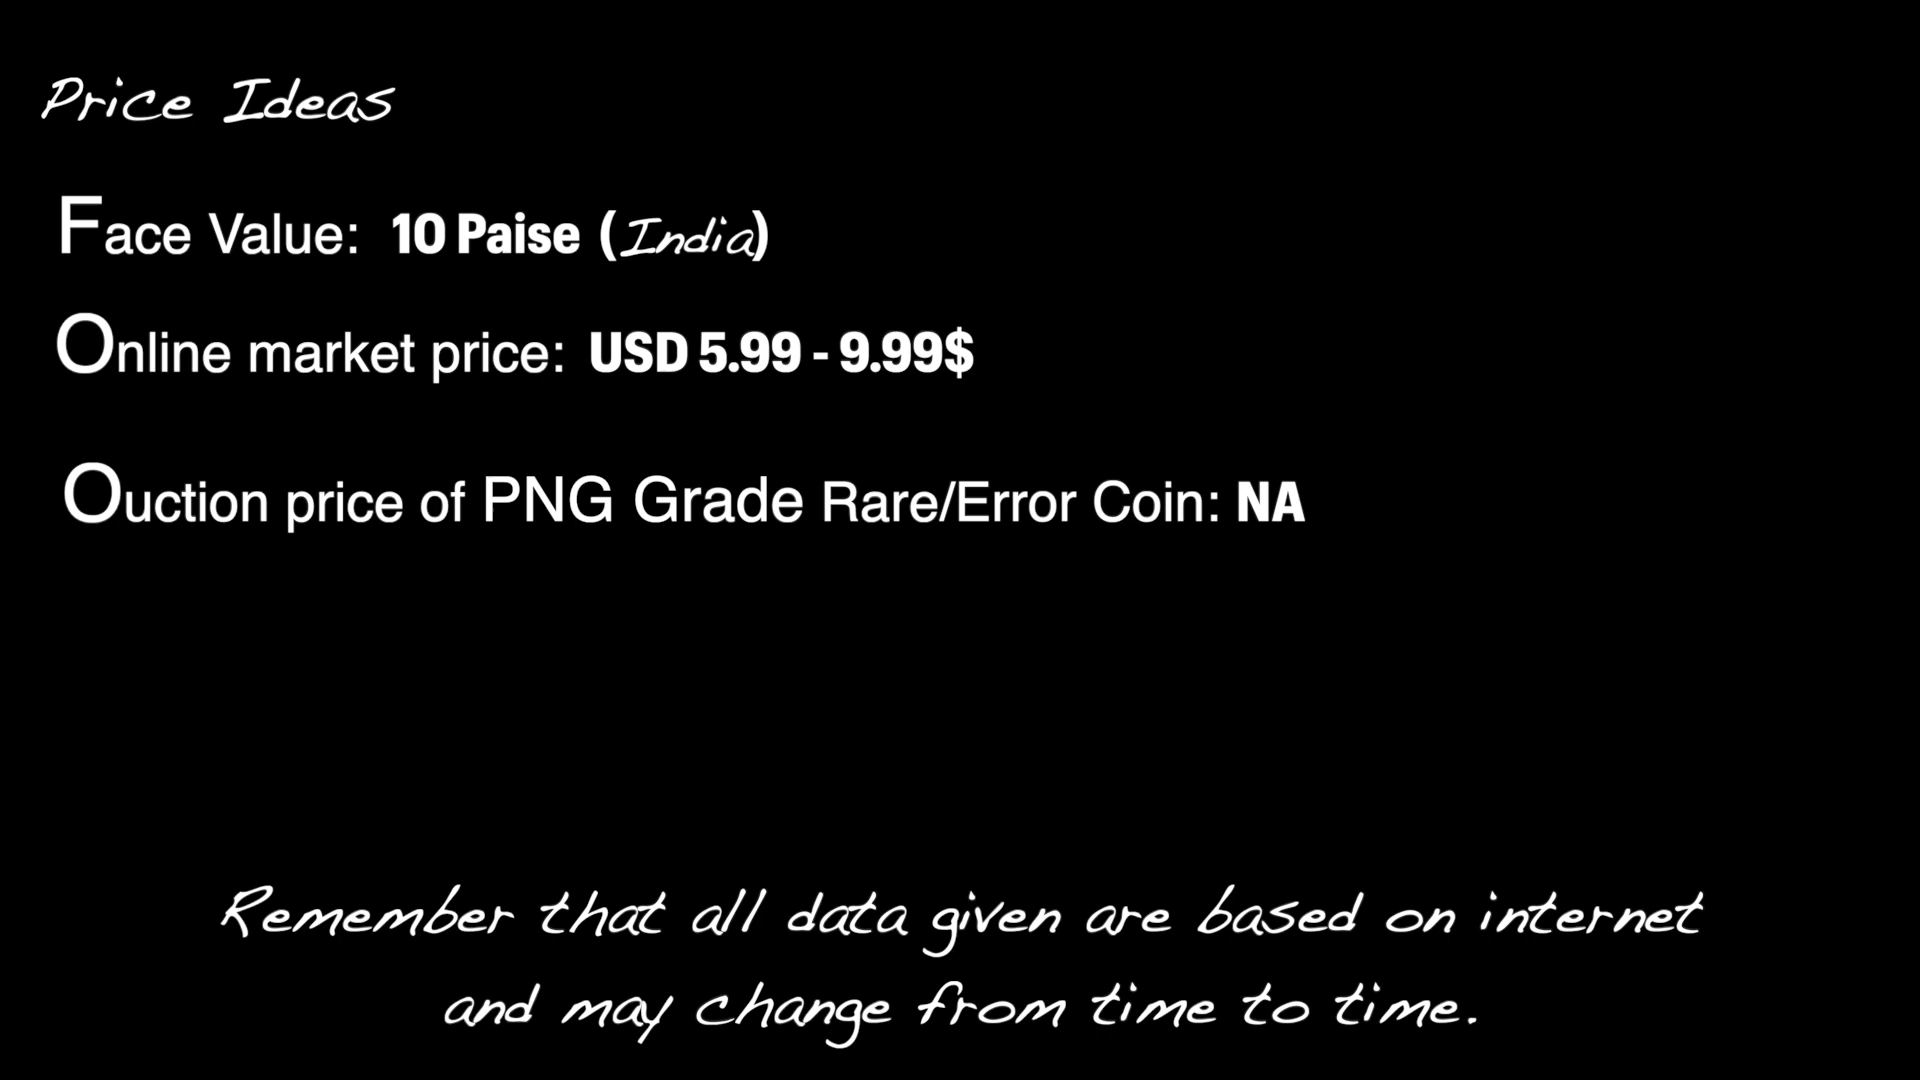 Price Ideas
Face Value: 10 Paise (India)
Online market price: USD 5.99 - 9.99$
Ouction price of PNG Grade Rare/Error Coin: NA
Remember that all data given are based on internet
and may change from time to time.